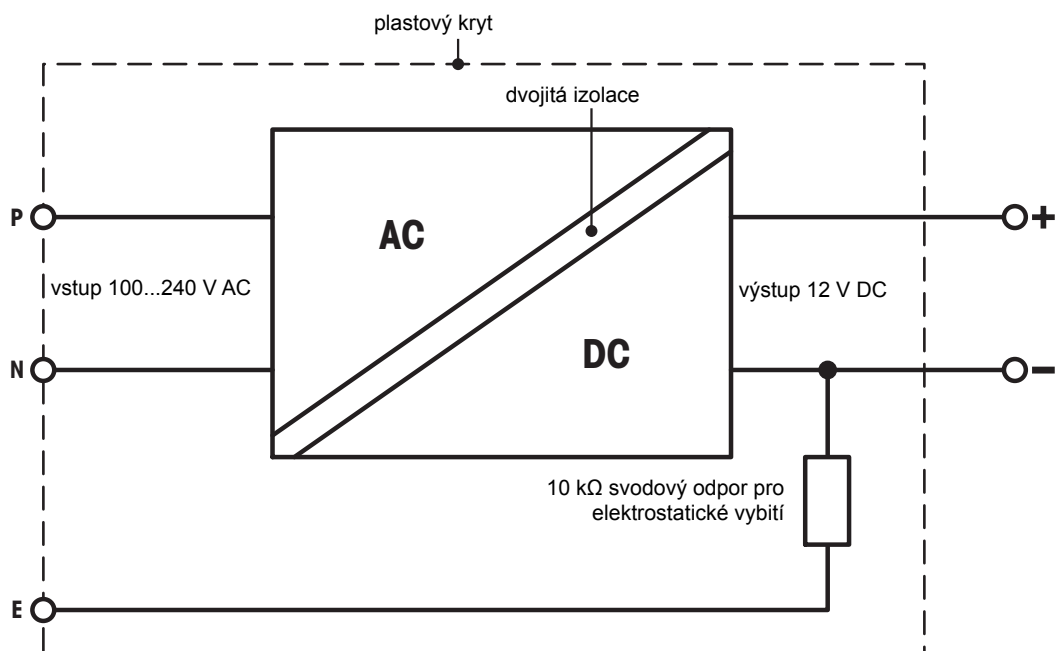 plastový kryt
dvojitá izolace
P
AC
+
vstup 100...240 V AC
výstup 12 V DC
DC
N
–
10 kΩ svodový odpor pro
elektrostatické vybití
E